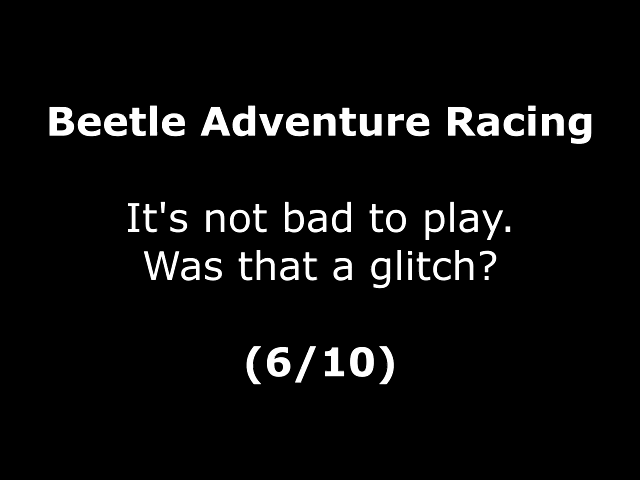 Beetle Adventure Racing
It's not bad to play.
Was that a glitch?
(6/10)